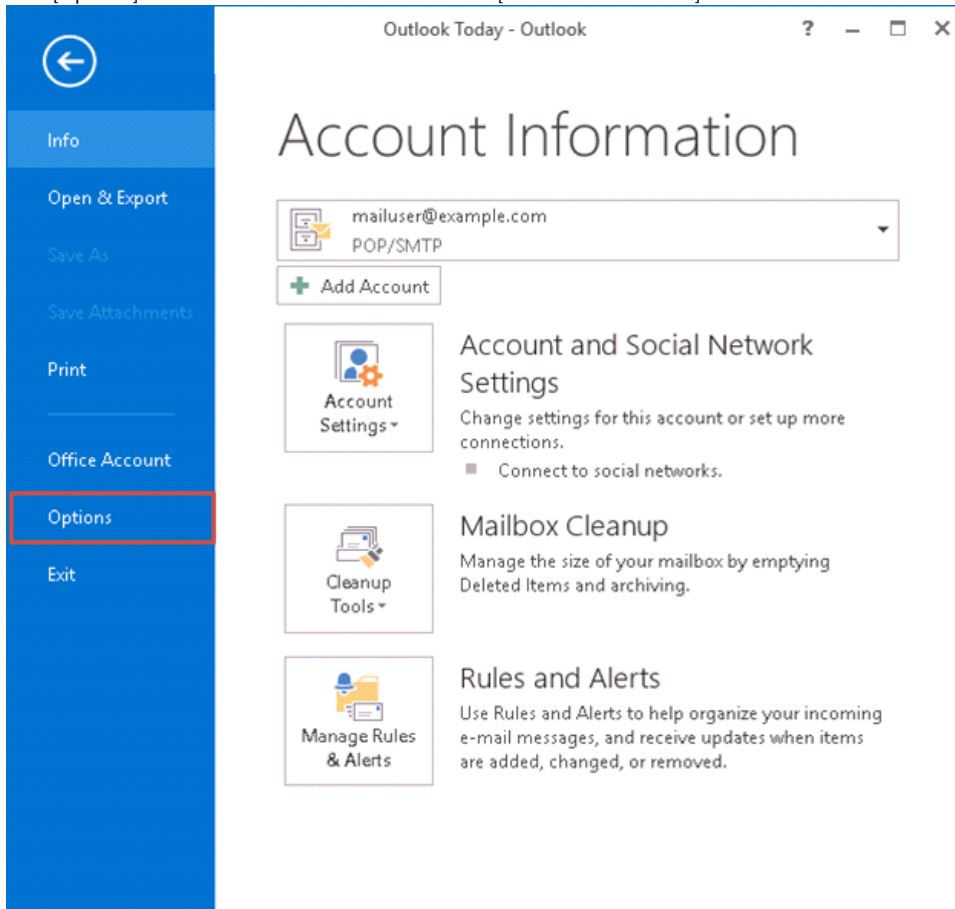 Outlook Today - Outlook
?
Info
Open & Export
Save As
Save Attachments
Print
Office Account
Options
Exit
Account Information
mailuser@example.com
POP/SMTP
Add Account
Account
Settings
Account and Social Network
Settings
Change settings for this account or set up more
connections.
Connect to social networks.
Cleanup
Tools
Mailbox Cleanup
Manage the size of your mailbox by emptying
Deleted Items and archiving.
Manage Rules
& Alerts
Rules and Alerts
Use Rules and Alerts to help organize your incoming
e-mail messages, and receive updates when items
are added, changed, or removed.